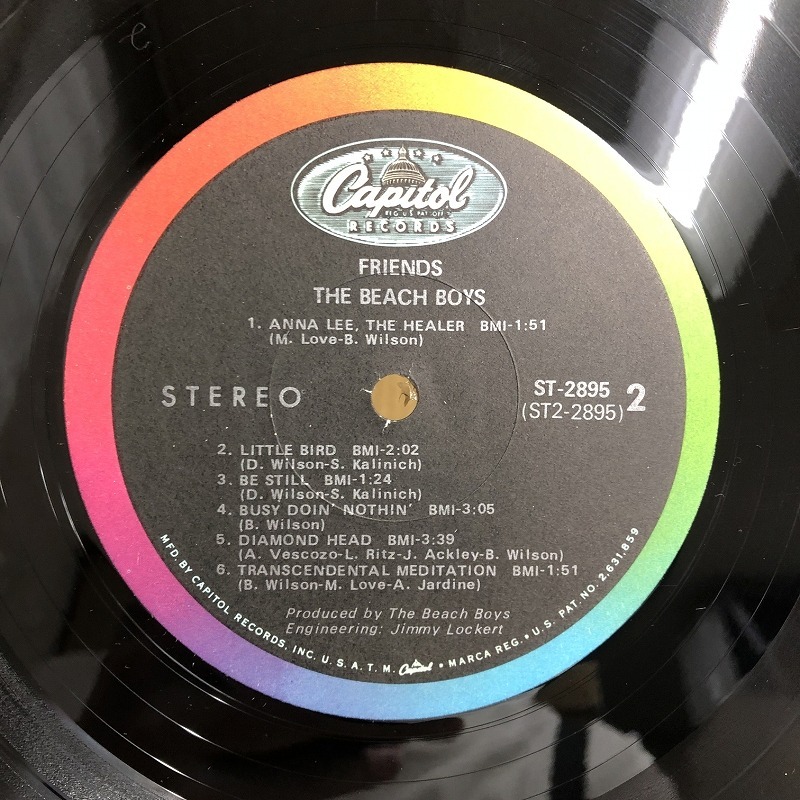 Capitol
REG. U.S. PAT. OFF.
RECORDS
FRIENDS
THE BEACH BOYS
1. ANNA LEE, THE HEALER BMI-1:51
(M. Love-B. Wilson)
STEREO
ST-2895
(ST2-2895) 2
2. LITTLE BIRD BMI-2:02
(D. Wilson-S. Kalinich)
3. BE STILL BMI-1:24
(D. Wilson-S. Kalinich)
4. BUSY DOIN' NOTHIN' BMI-3:05
(B. Wilson)
5. DIAMOND HEAD BMI-3:39
(A. Vescozo-L. Ritz-J. Ackley-B. Wilson)
6. TRANSCENDENTAL MEDITATION BMI-1:51
(B. Wilson-M. Love-A. Jardine)
Produced by The Beach Boys
Engineering: Jimmy Lockert
MFD. BY CAPITOL RECORDS, INC. U.S.A. T.M. Capitol • MARCA REG. • U.S. PAT. NO. 2,631,859